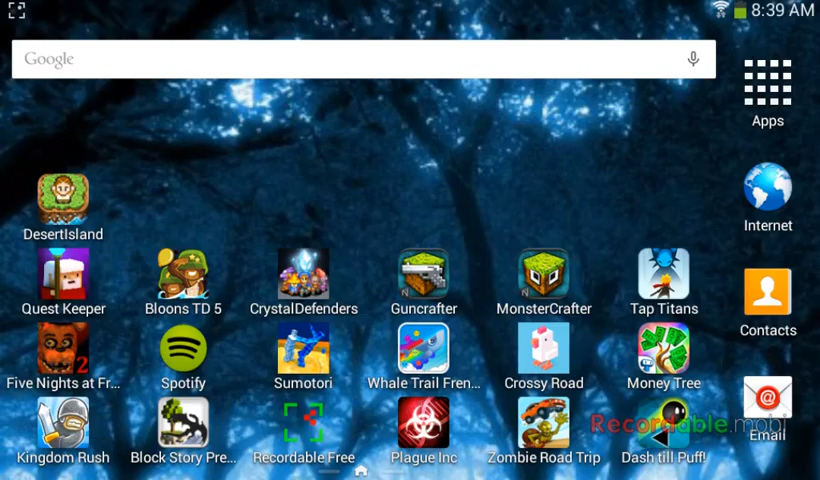 8:39 AM
Google
Apps
DesertIsland
Internet
Quest Keeper
Bloons TD 5
CrystalDefenders
Guncrafter
MonsterCrafter
Tap Titans
Contacts
2
Five Nights at Fr...
Spotify
Sumotori
Whale Trail Fren...
Crossy Road
Money Tree
@
Recordable.mobi
Email
Kingdom Rush
Block Story Pre...
Recordable Free
Plague Inc
Zombie Road Trip
Dash till Puff!